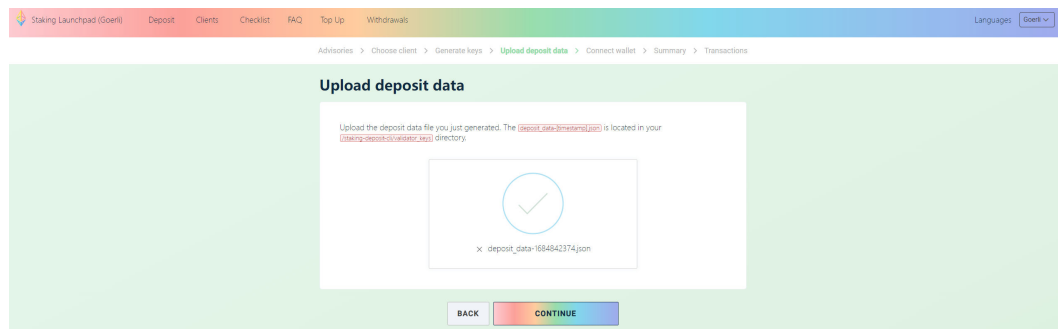 Staking Launchpad (Goerli) Deposit Clients Checklist FAQ Top Up Withdrawals Languages Goerli
Advisories > Choose client > Generate keys > Upload deposit data > Connect wallet > Summary > Transactions
Upload deposit data
Upload the deposit data file you just generated. The deposit_data-[timestamp].json is located in your
/staking-deposit-cli/validator_keys directory.
× deposit_data-1684842374.json
BACK CONTINUE